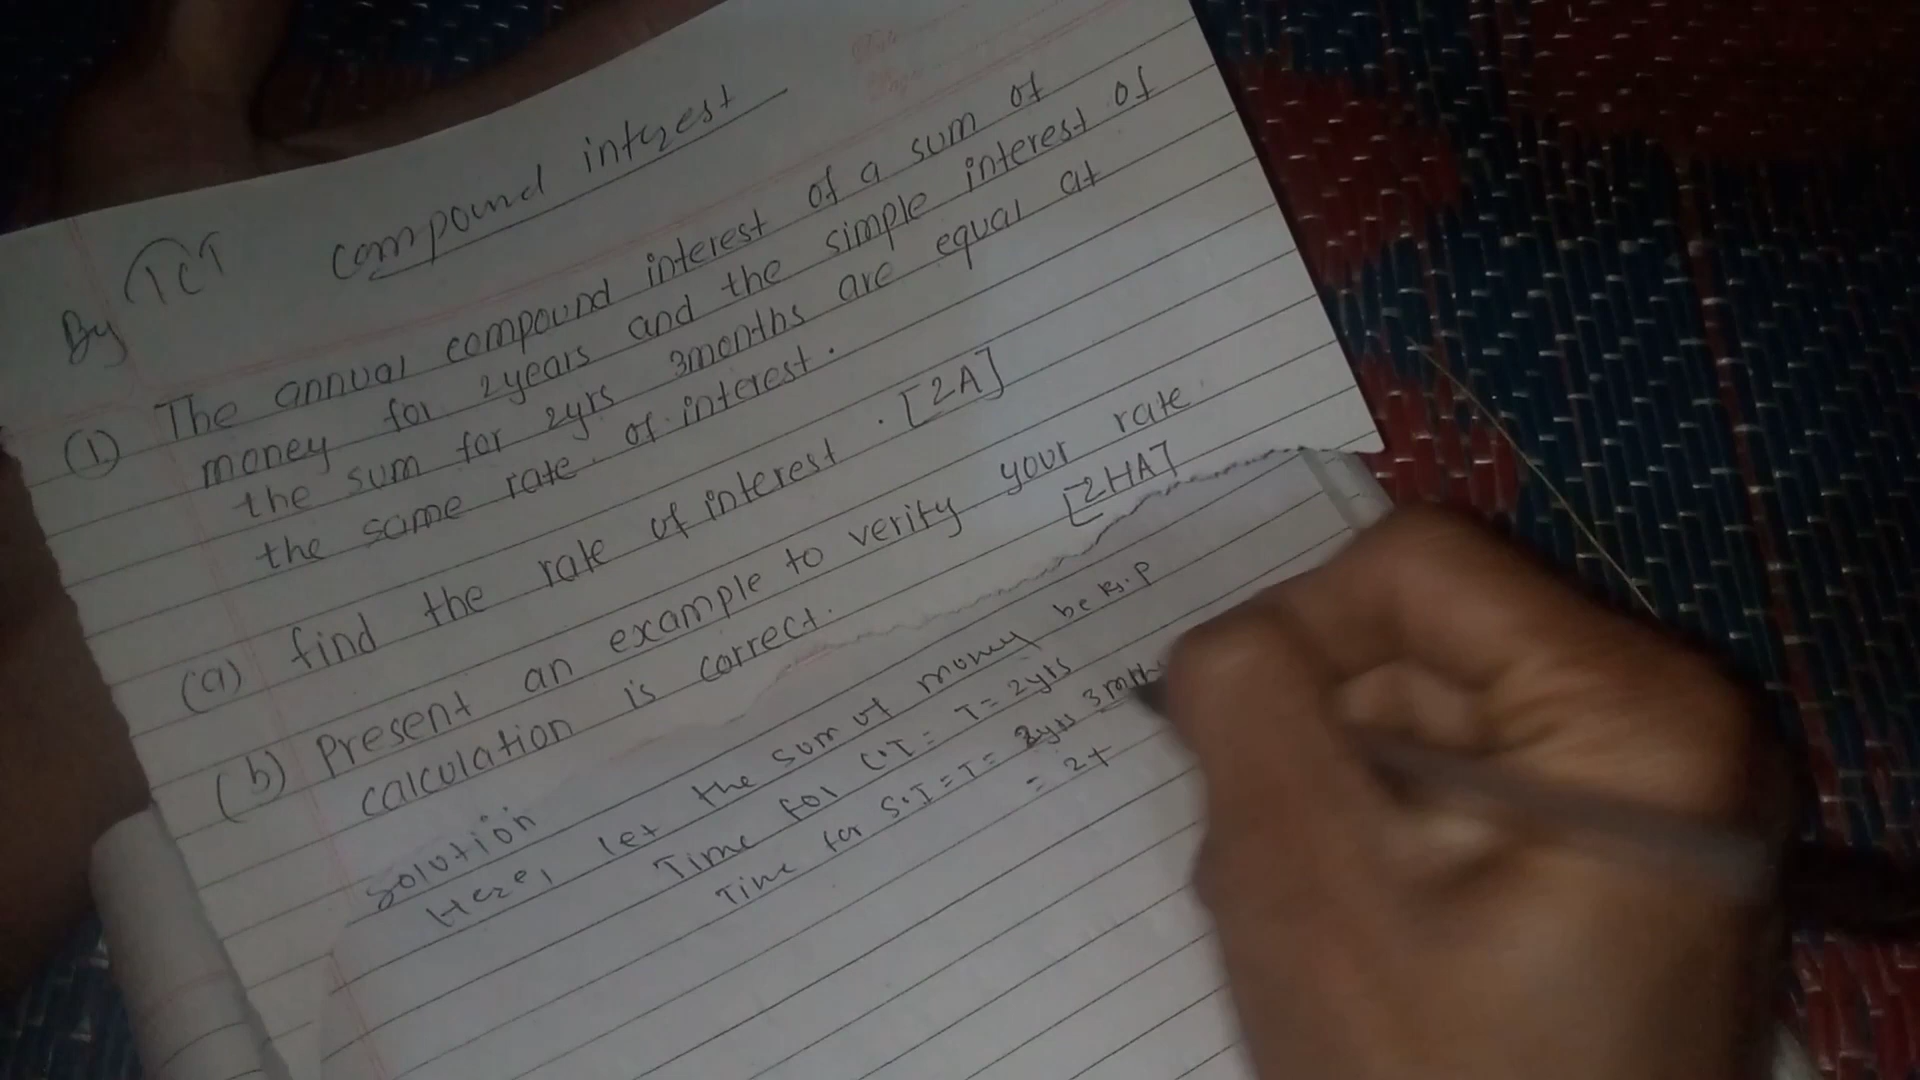 By TCT compound interest
(1) The annual compound interest of a sum of
money for 2years and the simple interest of
the sum for 2yrs 3months are equal at
the same rate of interest.
(a) find the rate of interest. [2A]
(b) Present an example to verify your rate
calculation is correct. [2HA]
Solution
Here, let the sum of money be Rs. P
Time for C.I = T = 2yrs
Time for S.I = T = 2yrs 3mths
= 2+